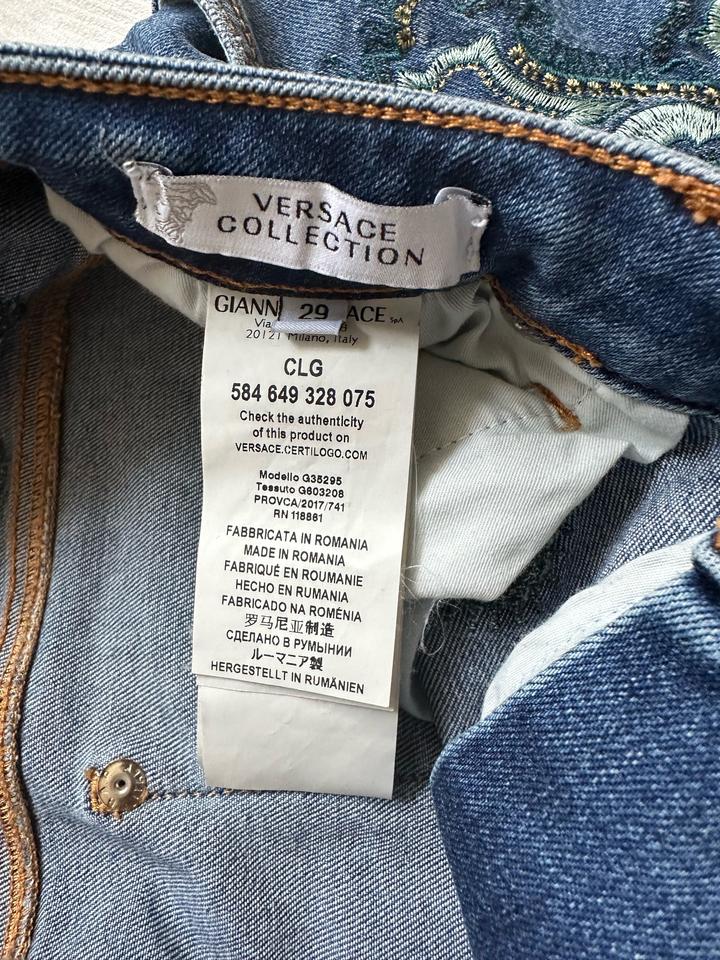 VERSACE
COLLECTION
GIANN
29
ACE SpA
Via
20121 Milano, Italy
CLG
584 649 328 075
Check the authenticity
of this product on
VERSACE.CERTILOGO.COM
Modello G35295
Tessuto G603208
PROVCA/2017/741
RN 118861
FABBRICATA IN ROMANIA
MADE IN ROMANIA
FABRIQUÉ EN ROUMANIE
HECHO EN RUMANIA
FABRICADO NA ROMÉNIA
罗马尼亚制造
СДЕЛАНО В РУМЫНИИ
ルーマニア製
HERGESTELLT IN RUMÄNIEN